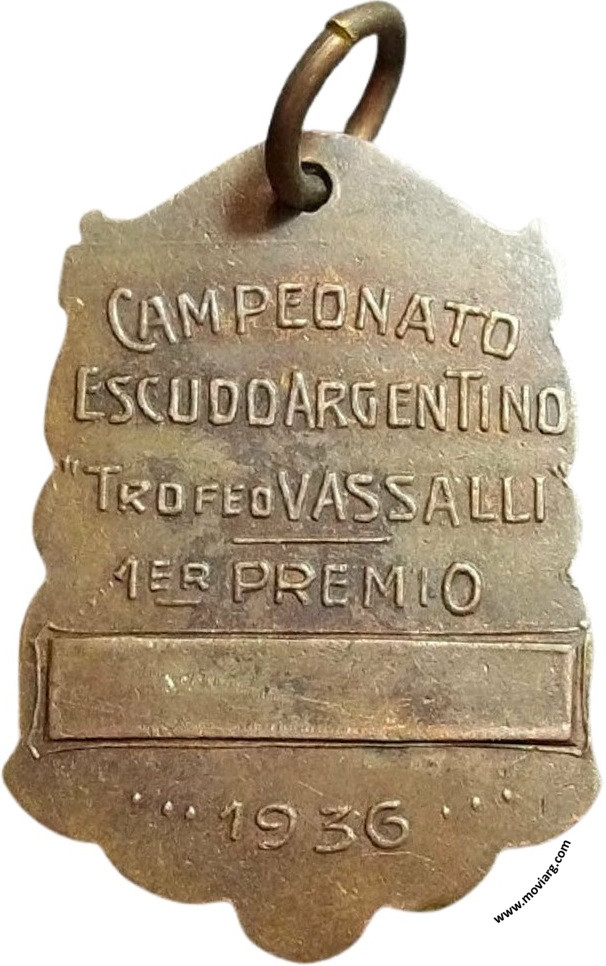 CAMPEONATO
ESCUDO ARGENTINO
"TROFEO VASSALLI"
1ER PREMIO
... 1936 ...
www.moviarg.com